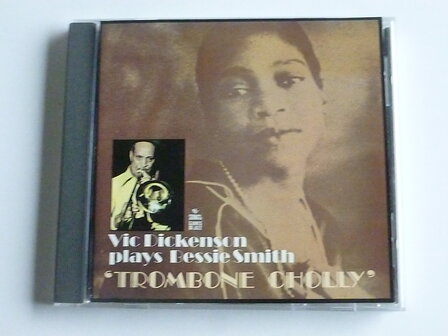 Vic Dickenson
plays Bessie Smith
'TROMBONE CHOLLY'